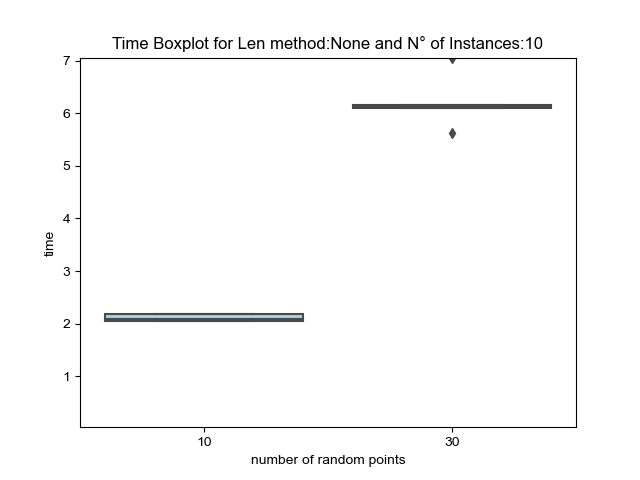 Time Boxplot for Len method:None and N° of Instances:10
7
6
5
4
3
2
1
time
10 30
number of random points